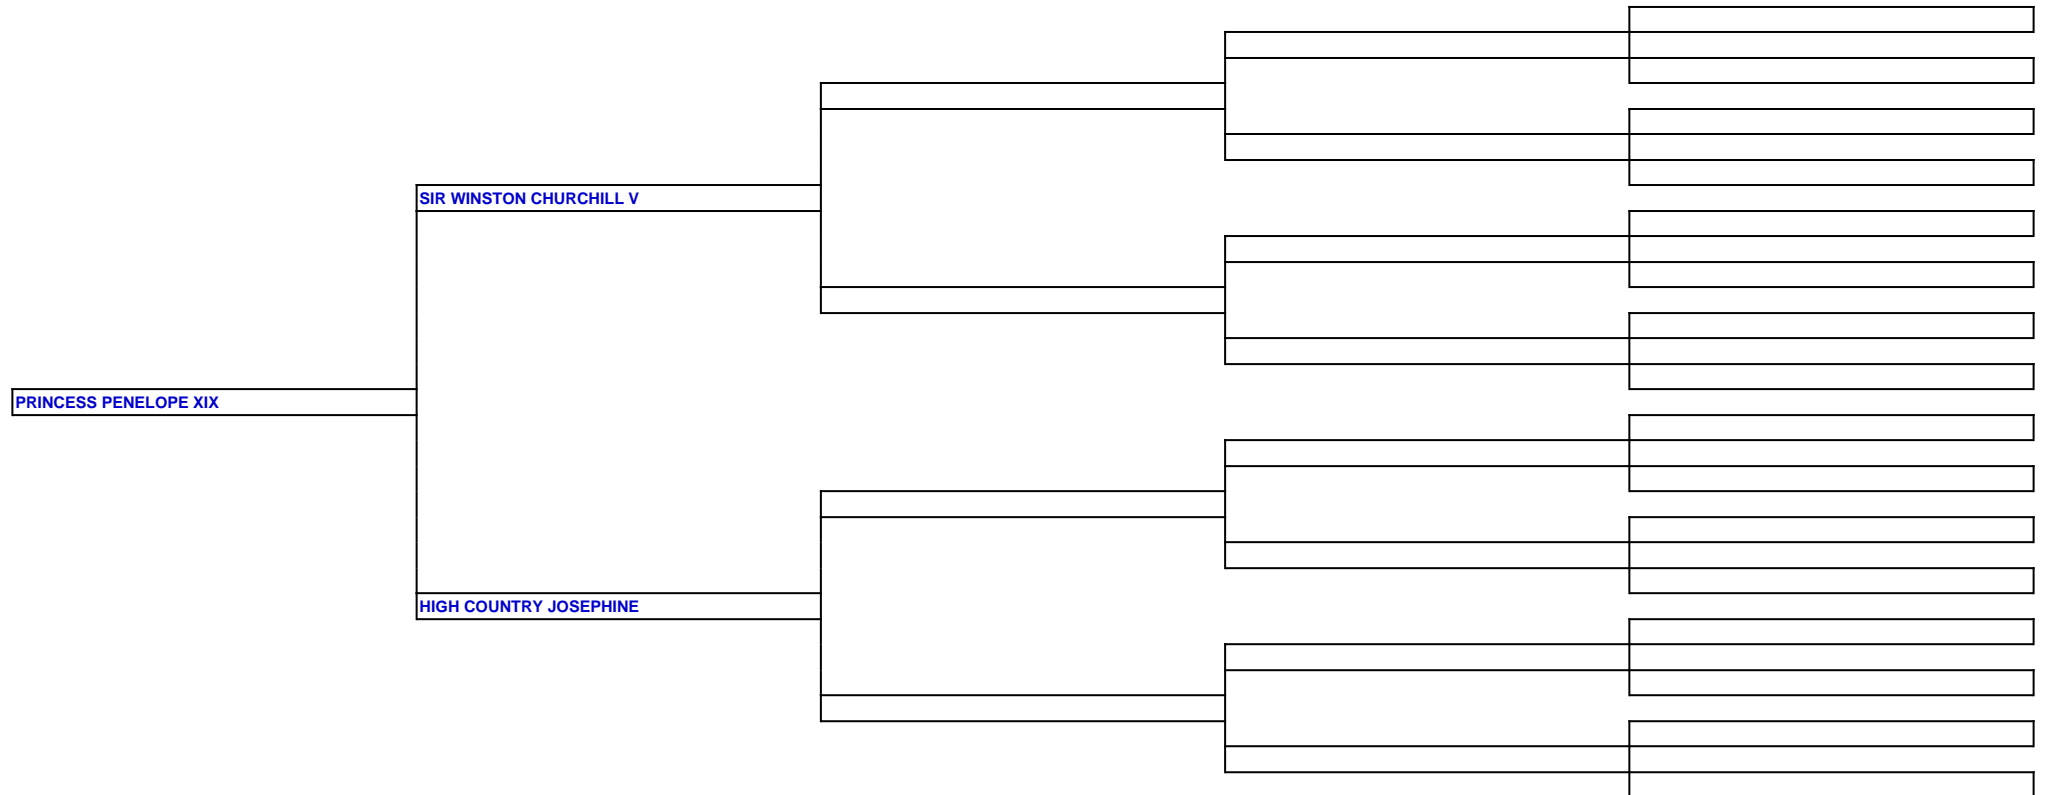 SIR WINSTON CHURCHILL V
PRINCESS PENELOPE XIX
HIGH COUNTRY JOSEPHINE